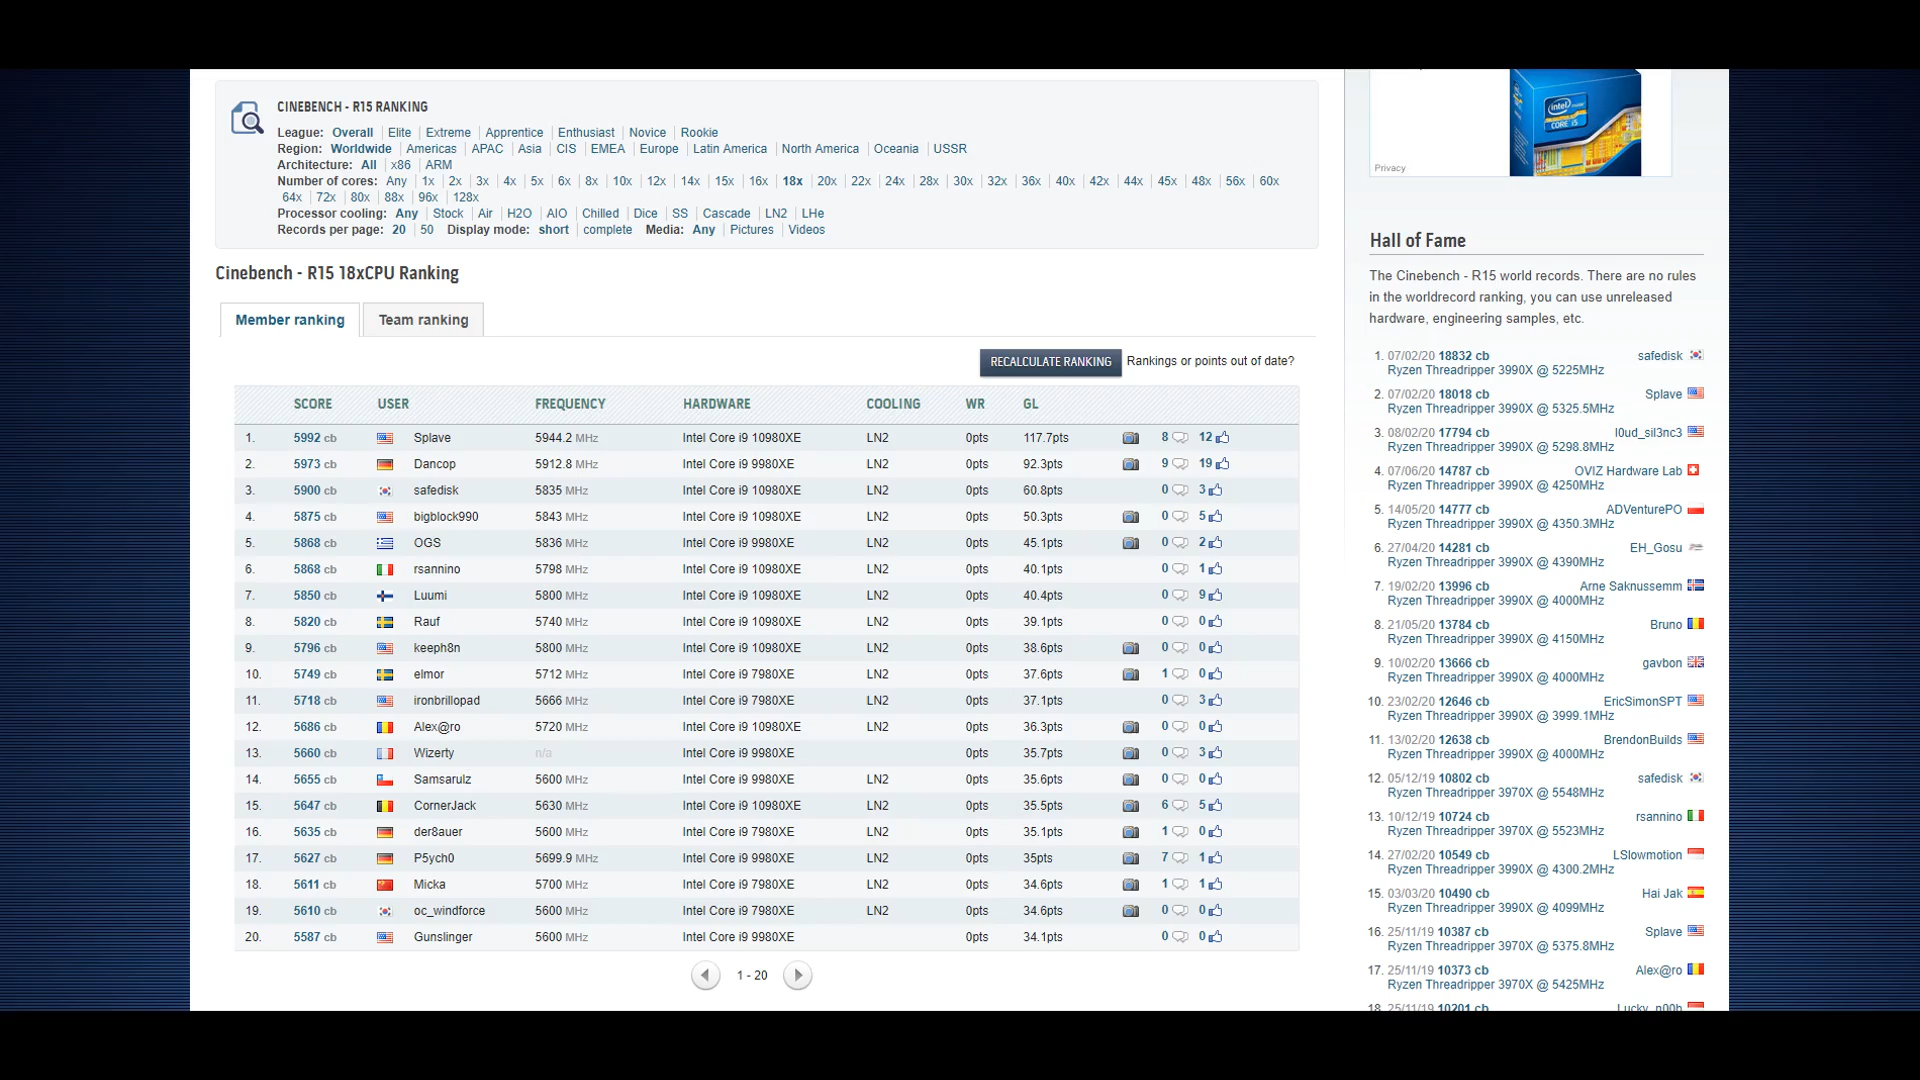 CINEBENCH - R15 RANKING
League: Overall Elite Extreme Apprentice Enthusiast Novice Rookie
Region: Worldwide Americas APAC Asia CIS EMEA Europe Latin America North America Oceania USSR
Architecture: All x86 ARM
Number of cores: Any 1x 2x 3x 4x 5x 6x 8x 10x 12x 14x 15x 16x 18x 20x 22x 24x 28x 30x 32x 36x 40x 42x 44x 45x 48x 56x 60x
64x 72x 80x 88x 96x 128x
Processor cooling: Any Stock Air H2O AIO Chilled Dice SS Cascade LN2 LHe
Records per page: 20 50 Display mode: short complete Media: Any Pictures Videos
Cinebench - R15 18xCPU Ranking
Member ranking Team ranking
RECALCULATE RANKING Rankings or points out of date?
SCORE USER FREQUENCY HARDWARE COOLING WR GL
1. 5992 cb Splave 5944.2 MHz Intel Core i9 10980XE LN2 0pts 117.7pts 8 12
2. 5973 cb Dancop 5912.8 MHz Intel Core i9 9980XE LN2 0pts 92.3pts 9 19
3. 5900 cb safedisk 5835 MHz Intel Core i9 10980XE LN2 0pts 60.8pts 0 3
4. 5875 cb bigblock990 5843 MHz Intel Core i9 10980XE LN2 0pts 50.3pts 0 5
5. 5868 cb OGS 5836 MHz Intel Core i9 9980XE LN2 0pts 45.1pts 0 2
6. 5868 cb rsannino 5798 MHz Intel Core i9 10980XE LN2 0pts 40.1pts 0 1
7. 5850 cb Luumi 5800 MHz Intel Core i9 10980XE LN2 0pts 40.4pts 0 9
8. 5820 cb Rauf 5740 MHz Intel Core i9 10980XE LN2 0pts 39.1pts 0 0
9. 5796 cb keeph8n 5800 MHz Intel Core i9 10980XE LN2 0pts 38.6pts 0 0
10. 5749 cb elmor 5712 MHz Intel Core i9 7980XE LN2 0pts 37.6pts 1 0
11. 5718 cb ironbrillopad 5666 MHz Intel Core i9 7980XE LN2 0pts 37.1pts 0 3
12. 5686 cb Alex@ro 5720 MHz Intel Core i9 10980XE LN2 0pts 36.3pts 0 0
13. 5660 cb Wizerty n/a Intel Core i9 9980XE 0pts 35.7pts 0 3
14. 5655 cb Samsarulz 5600 MHz Intel Core i9 9980XE LN2 0pts 35.6pts 0 0
15. 5647 cb CornerJack 5630 MHz Intel Core i9 10980XE LN2 0pts 35.5pts 6 5
16. 5635 cb der8auer 5600 MHz Intel Core i9 7980XE LN2 0pts 35.1pts 1 0
17. 5627 cb P5ych0 5699.9 MHz Intel Core i9 9980XE LN2 0pts 35pts 7 1
18. 5611 cb Micka 5700 MHz Intel Core i9 7980XE LN2 0pts 34.6pts 1 1
19. 5610 cb oc_windforce 5600 MHz Intel Core i9 7980XE LN2 0pts 34.6pts 0 0
20. 5587 cb Gunslinger 5600 MHz Intel Core i9 9980XE 0pts 34.1pts 0 0
1 - 20
intel
CORE i5
Privacy
Hall of Fame
The Cinebench - R15 world records. There are no rules
in the worldrecord ranking, you can use unreleased
hardware, engineering samples, etc.
1. 07/02/20 18832 cb safedisk
Ryzen Threadripper 3990X @ 5225MHz
2. 07/02/20 18018 cb Splave
Ryzen Threadripper 3990X @ 5325.5MHz
3. 08/02/20 17794 cb l0ud_sil3nc3
Ryzen Threadripper 3990X @ 5298.8MHz
4. 07/06/20 14787 cb OVIZ Hardware Lab
Ryzen Threadripper 3990X @ 4250MHz
5. 14/05/20 14777 cb ADVenturePO
Ryzen Threadripper 3990X @ 4350.3MHz
6. 27/04/20 14281 cb EH_Gosu
Ryzen Threadripper 3990X @ 4390MHz
7. 19/02/20 13996 cb Arne Saknussemm
Ryzen Threadripper 3990X @ 4000MHz
8. 21/05/20 13784 cb Bruno
Ryzen Threadripper 3990X @ 4150MHz
9. 10/02/20 13666 cb gavbon
Ryzen Threadripper 3990X @ 4000MHz
10. 23/02/20 12646 cb EricSimonSPT
Ryzen Threadripper 3990X @ 3999.1MHz
11. 13/02/20 12638 cb BrendonBuilds
Ryzen Threadripper 3990X @ 4000MHz
12. 05/12/19 10802 cb safedisk
Ryzen Threadripper 3970X @ 5548MHz
13. 10/12/19 10724 cb rsannino
Ryzen Threadripper 3970X @ 5523MHz
14. 27/02/20 10549 cb LSlowmotion
Ryzen Threadripper 3990X @ 4300.2MHz
15. 03/03/20 10490 cb Hai Jak
Ryzen Threadripper 3990X @ 4099MHz
16. 25/11/19 10387 cb Splave
Ryzen Threadripper 3970X @ 5375.8MHz
17. 25/11/19 10373 cb Alex@ro
Ryzen Threadripper 3970X @ 5425MHz
18. 25/11/19 10201 cb Lucky_n00b